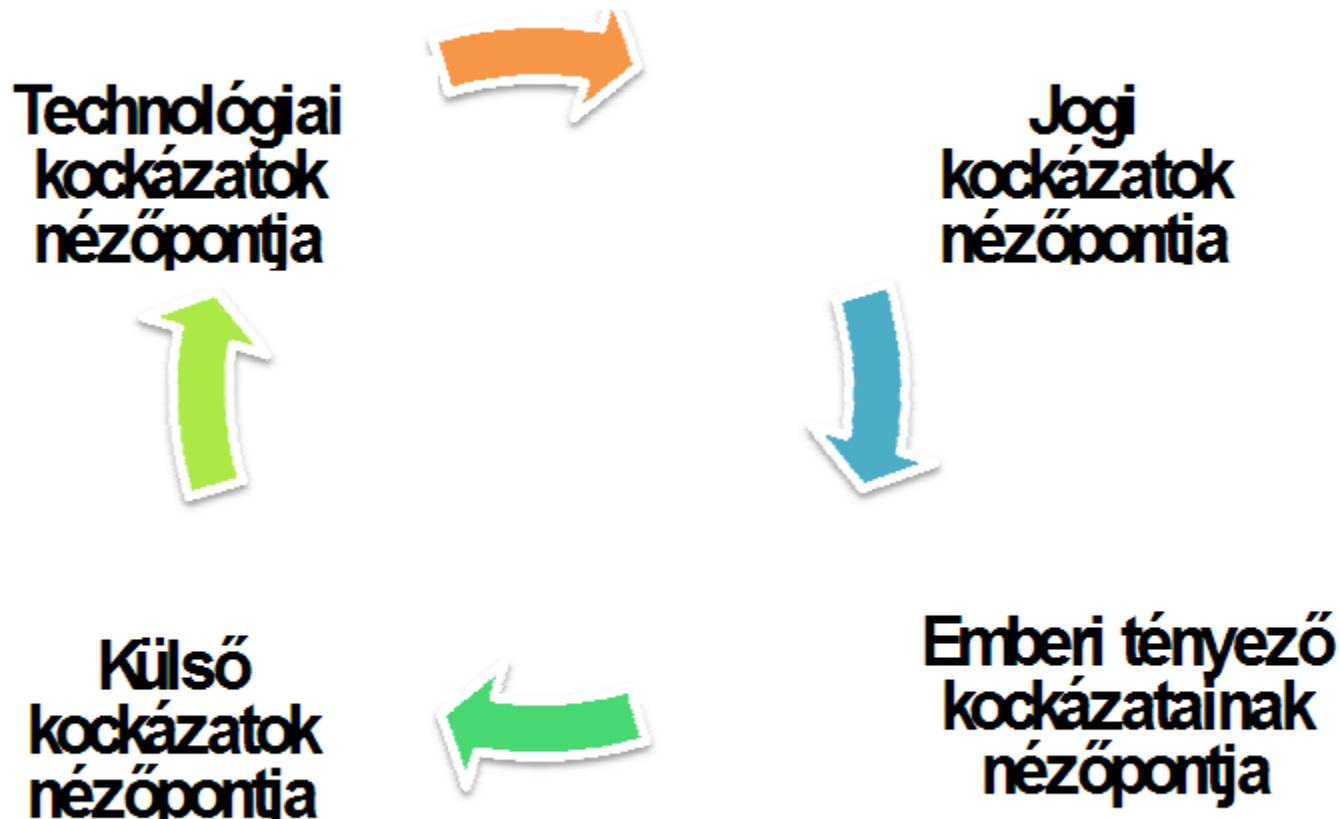 Technológiai
kockázatok
nézőpontja
Jogi
kockázatok
nézőpontja
Emberi tényező
kockázatainak
nézőpontja
Külső
kockázatok
nézőpontja